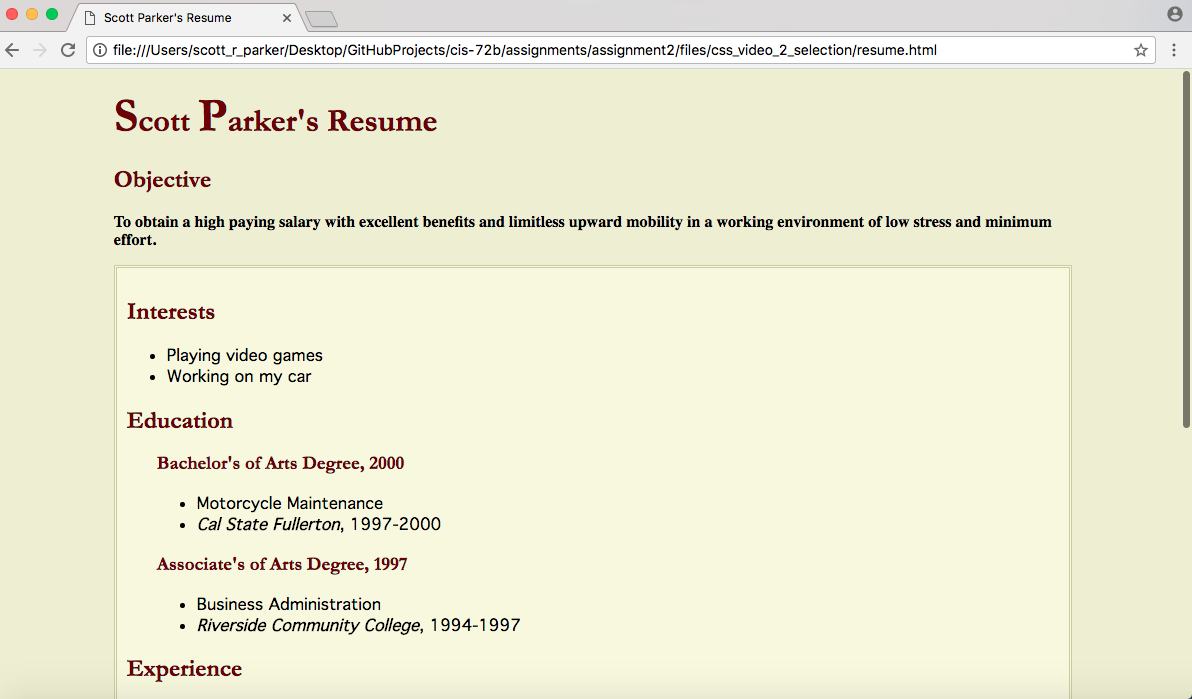 Scott Parker's Resume
file:///Users/scott_r_parker/Desktop/GitHubProjects/cis-72b/assignments/assignment2/files/css_video_2_selection/resume.html
Scott Parker's Resume
Objective
To obtain a high paying salary with excellent benefits and limitless upward mobility in a working environment of low stress and minimum
effort.
Interests
• Playing video games
• Working on my car
Education
Bachelor's of Arts Degree, 2000
• Motorcycle Maintenance
• Cal State Fullerton, 1997-2000
Associate's of Arts Degree, 1997
• Business Administration
• Riverside Community College, 1994-1997
Experience